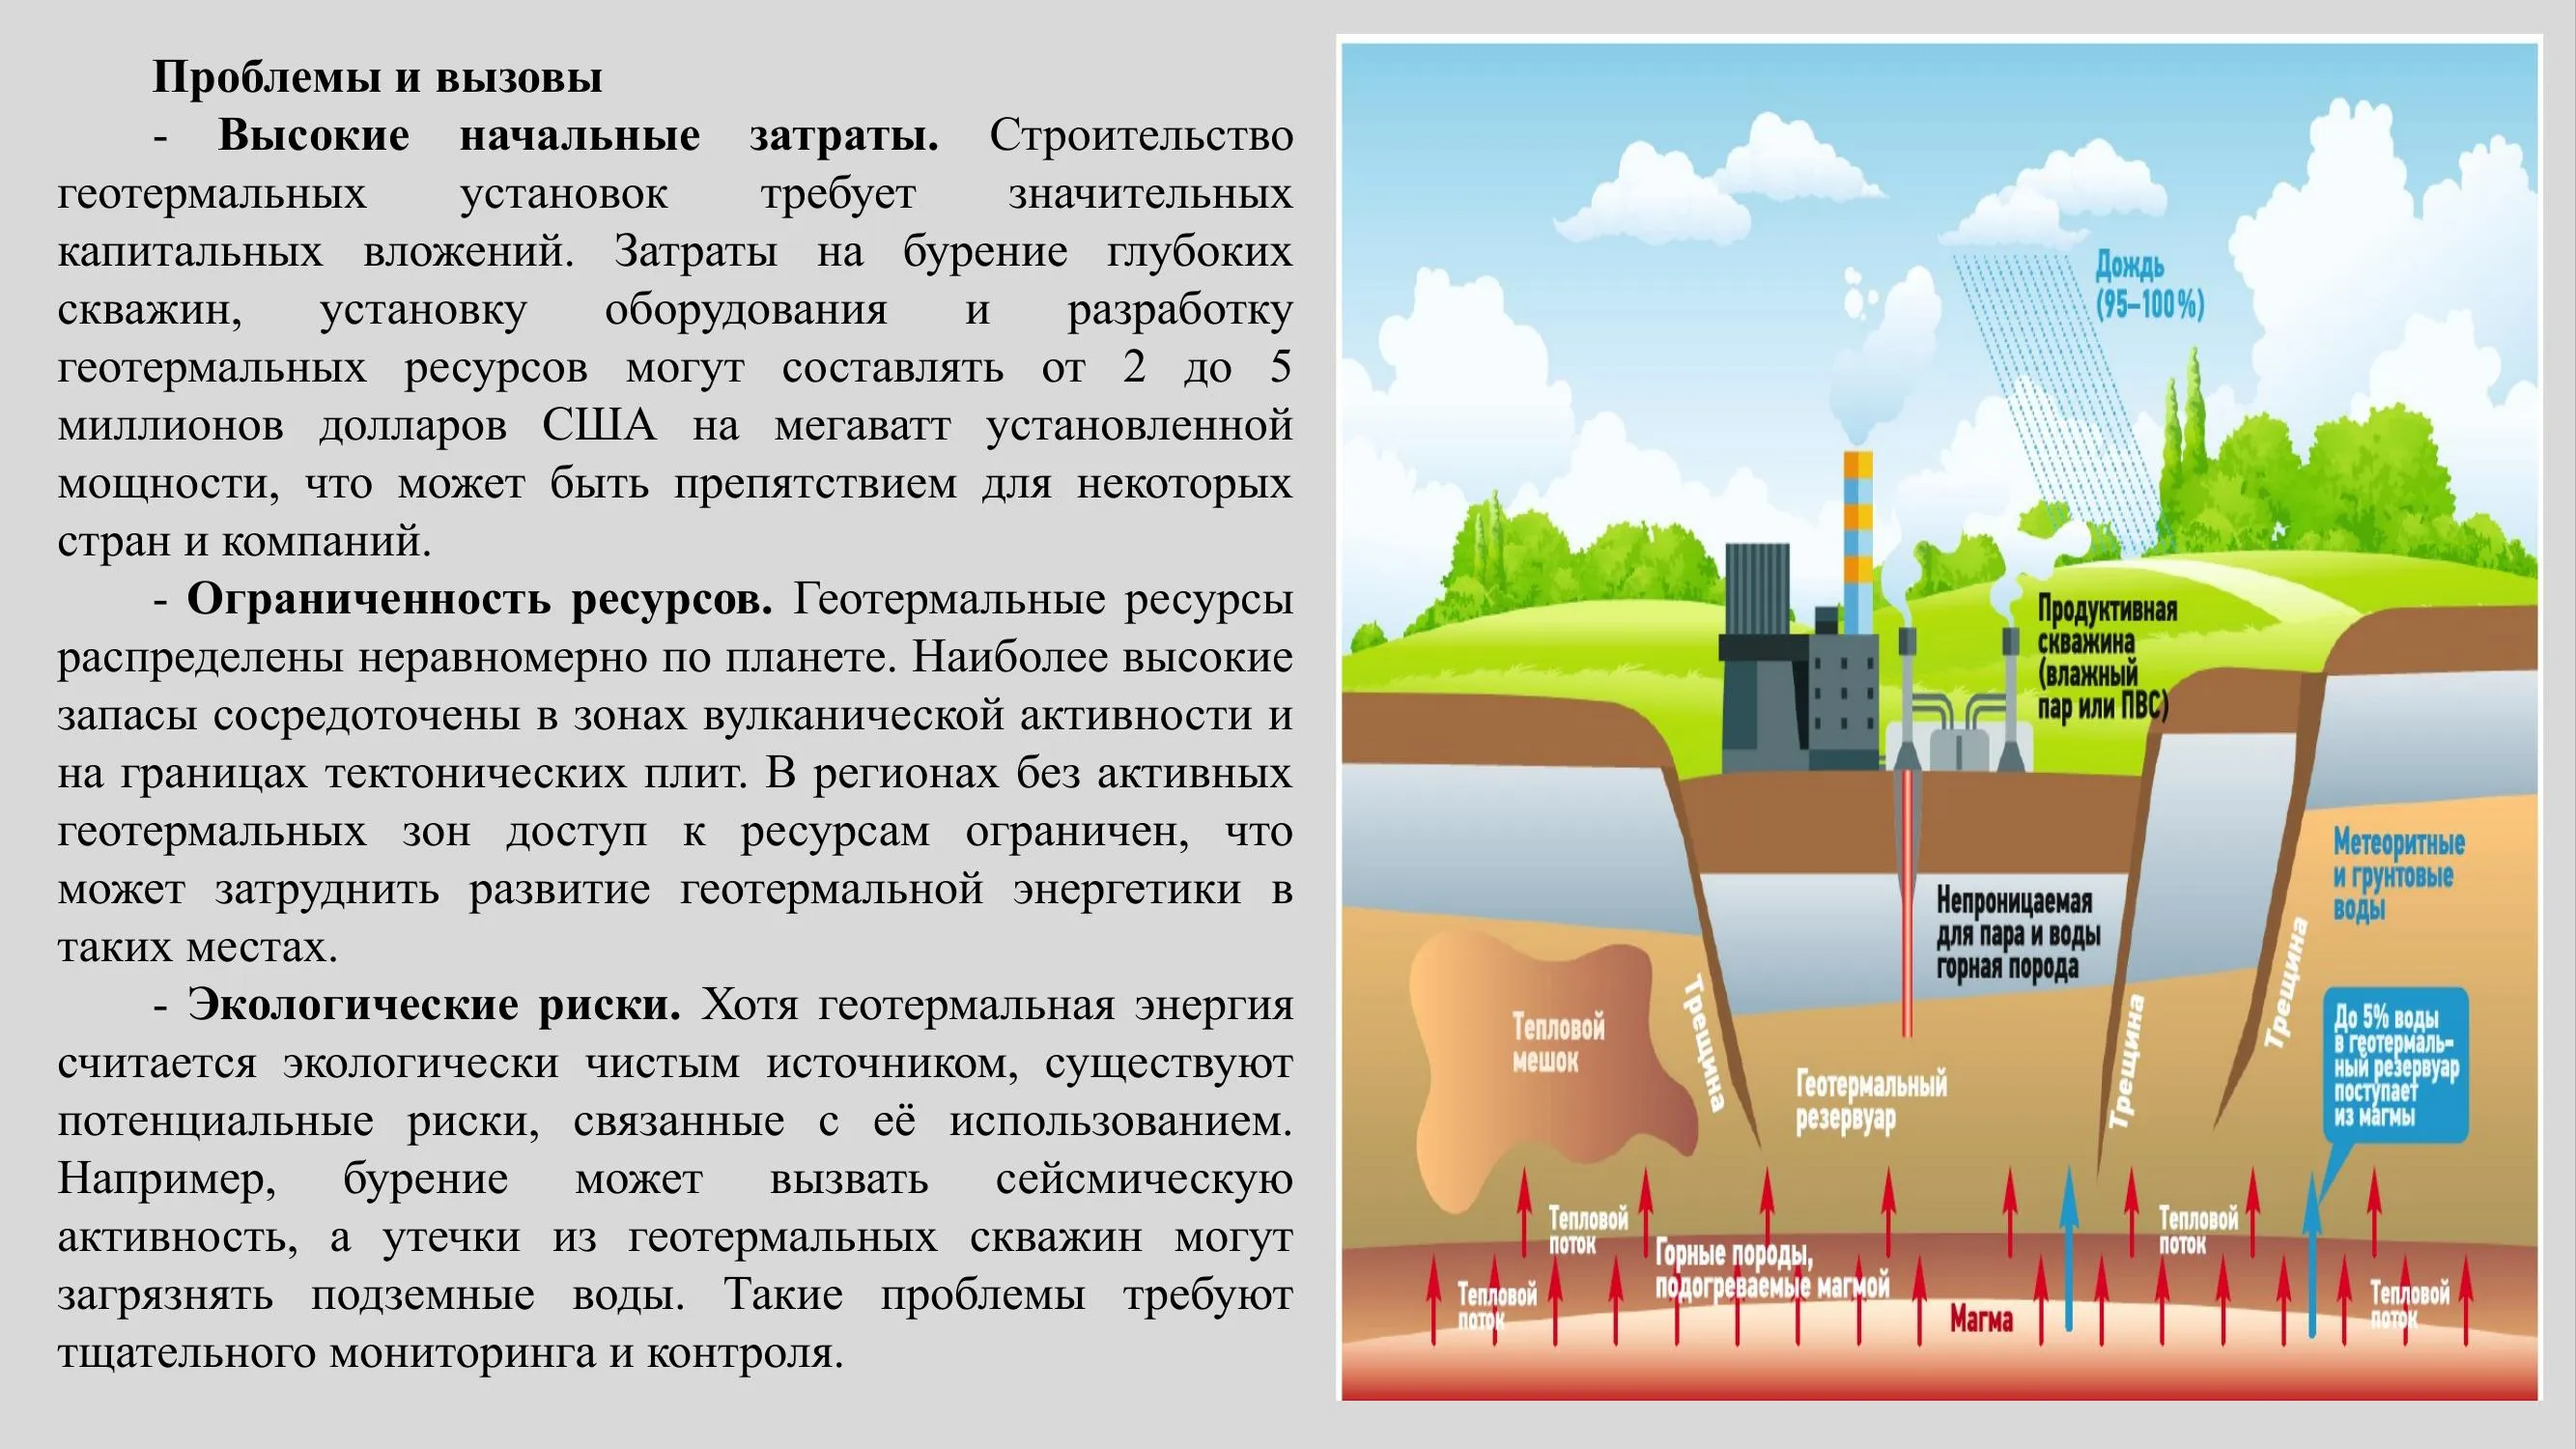 Проблемы и вызовы
- Высокие начальные затраты. Строительство
геотермальных установок требует значительных
капитальных вложений. Затраты на бурение глубоких
скважин, установку оборудования и разработку
геотермальных ресурсов могут составлять от 2 до 5
миллионов долларов США на мегаватт установленной
мощности, что может быть препятствием для некоторых
стран и компаний.
- Ограниченность ресурсов. Геотермальные ресурсы
распределены неравномерно по планете. Наиболее высокие
запасы сосредоточены в зонах вулканической активности и
на границах тектонических плит. В регионах без активных
геотермальных зон доступ к ресурсам ограничен, что
может затруднить развитие геотермальной энергетики в
таких местах.
- Экологические риски. Хотя геотермальная энергия
считается экологически чистым источником, существуют
потенциальные риски, связанные с её использованием.
Например, бурение может вызвать сейсмическую
активность, а утечки из геотермальных скважин могут
загрязнять подземные воды. Такие проблемы требуют
тщательного мониторинга и контроля.
Дождь
(95–100%)
Продуктивная
скважина
(влажный
пар или ПВС)
Метеоритные
и грунтовые
воды
Непроницаемая
для пара и воды
горная порода
Трещина
Трещина
Трещина
Тепловой
мешок
Геотермальный
резервуар
До 5% воды
в геотермаль–
ный резервуар
поступает
из магмы
Тепловой
поток
Тепловой
поток
Горные породы,
подогреваемые магмой
Тепловой
поток
Магма
Тепловой
поток